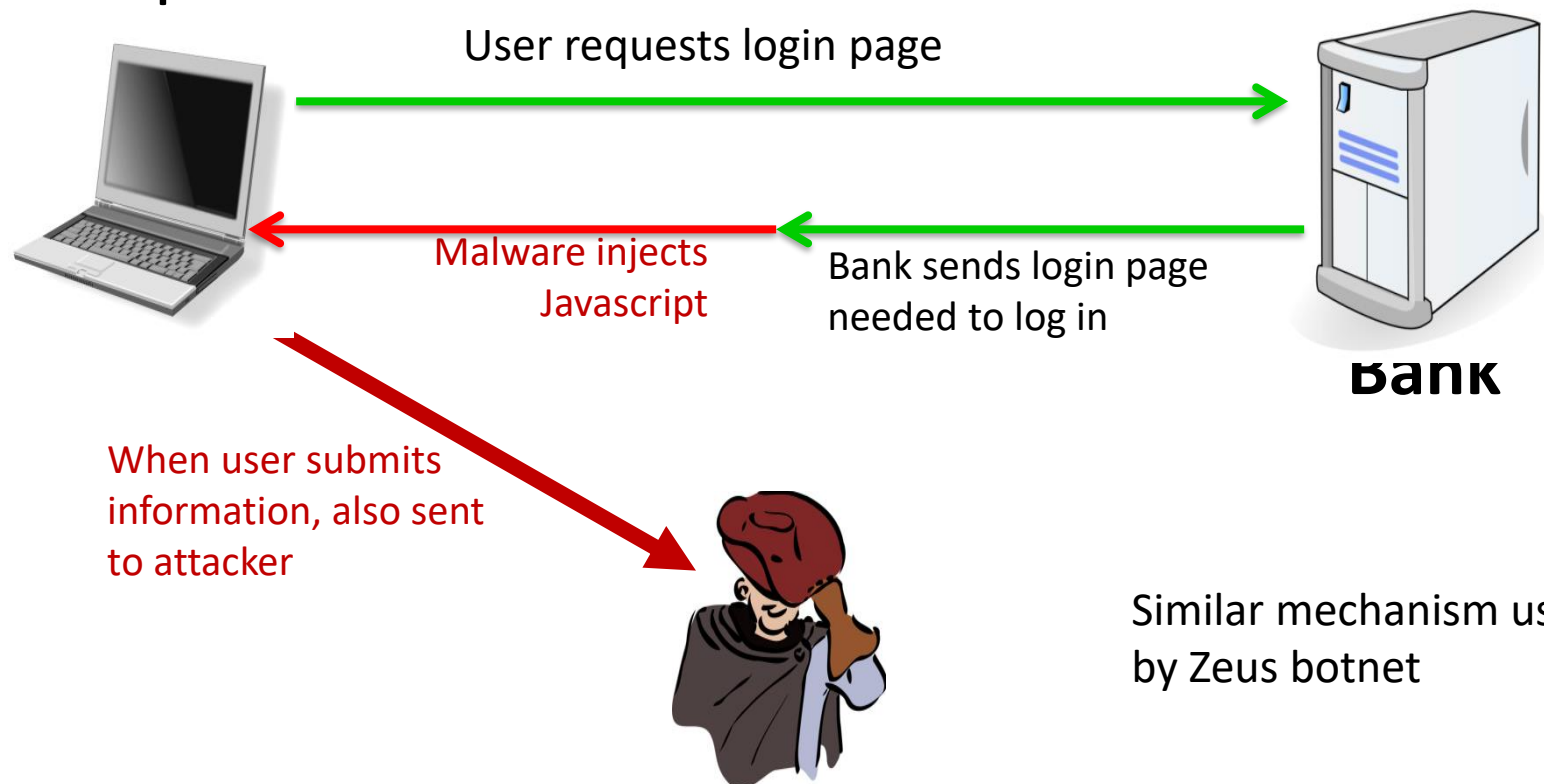 User requests login page
Malware injects
Javascript
Bank sends login page
needed to log in
Bank
When user submits
information, also sent
to attacker
Similar mechanism
by Zeus botnet